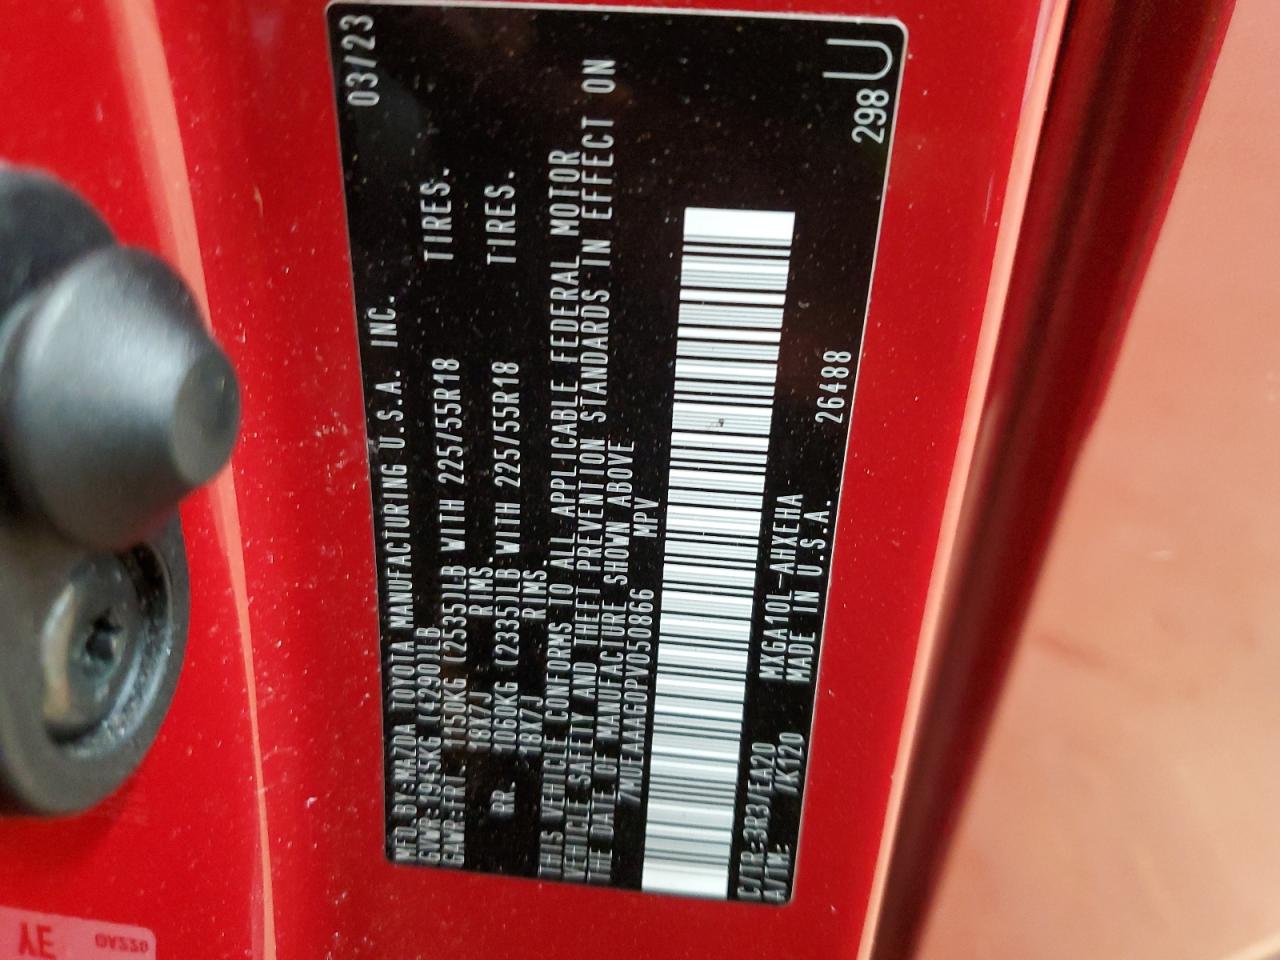 MFD.BY:MAZDA TOYOTA MANUFACTURING U.S.A. INC. 03/23
GVWR:1945KG (4290)LB
GAWR:FRT. 1150KG (2535)LB WITH 225/55R18 TIRES.
18X7J RIMS.
RR. 1060KG (2335)LB WITH 225/55R18 TIRES.
18X7J RIMS.
THIS VEHICLE CONFORMS TO ALL APPLICABLE FEDERAL MOTOR
VEHICLE SAFETY AND THEFT PREVENTION STANDARDS IN EFFECT ON
THE DATE OF MANUFACTURE SHOWN ABOVE
7MUEAAAG0PV050866 MPV
C/TR:3R3/EA20 MXGA10L-AHXEHA 26488 298U
A/TM: /K120 MADE IN U.S.A.
YE